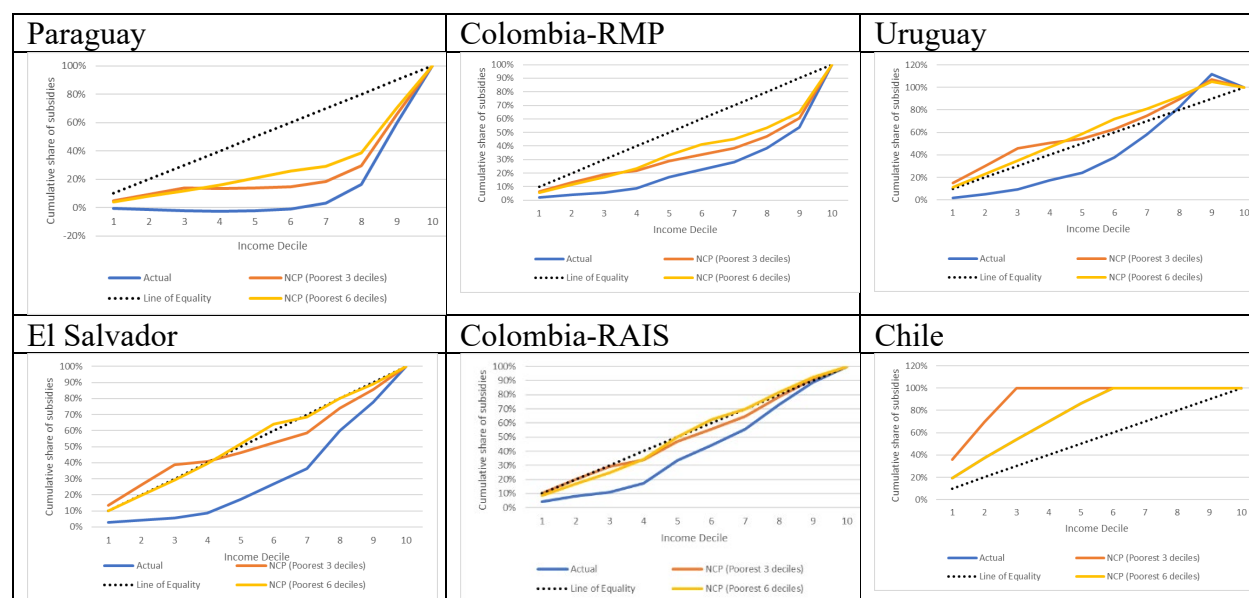 Paraguay
Cumulative share of subsidies
100%
80%
60%
40%
20%
0%
-20%
1 2 3 4 5 6 7 8 9 10
Income Decile
Actual NCP (Poorest 3 deciles)
Line of Equality NCP (Poorest 6 deciles)
Colombia-RMP
Cumulative share of subsidies
100%
90%
80%
70%
60%
50%
40%
30%
20%
10%
0%
1 2 3 4 5 6 7 8 9 10
Income Decile
Actual NCP (Poorest 3 deciles)
Line of Equality NCP (Poorest 6 deciles)
Uruguay
Cumulative share of subsidies
120%
100%
80%
60%
40%
20%
0%
1 2 3 4 5 6 7 8 9 10
Income Decile
Actual NCP (Poorest 3 deciles)
Line of Equality NCP (Poorest 6 deciles)
El Salvador
Cumulative share of subsidies
100%
90%
80%
70%
60%
50%
40%
30%
20%
10%
0%
1 2 3 4 5 6 7 8 9 10
Income Decile
Actual NCP (Poorest 3 deciles)
Line of Equality NCP (Poorest 6 deciles)
Colombia-RAIS
Cumulative share of subsidies
100%
90%
80%
70%
60%
50%
40%
30%
20%
10%
0%
1 2 3 4 5 6 7 8 9 10
Income Decile
Actual NCP (Poorest 3 deciles)
Line of Equality NCP (Poorest 6 deciles)
Chile
Cumulative share of subsidies
100%
80%
60%
40%
20%
0%
1 2 3 4 5 6 7 8 9 10
Income Decile
Actual NCP (Poorest 3 deciles)
Line of Equality NCP (Poorest 6 deciles)